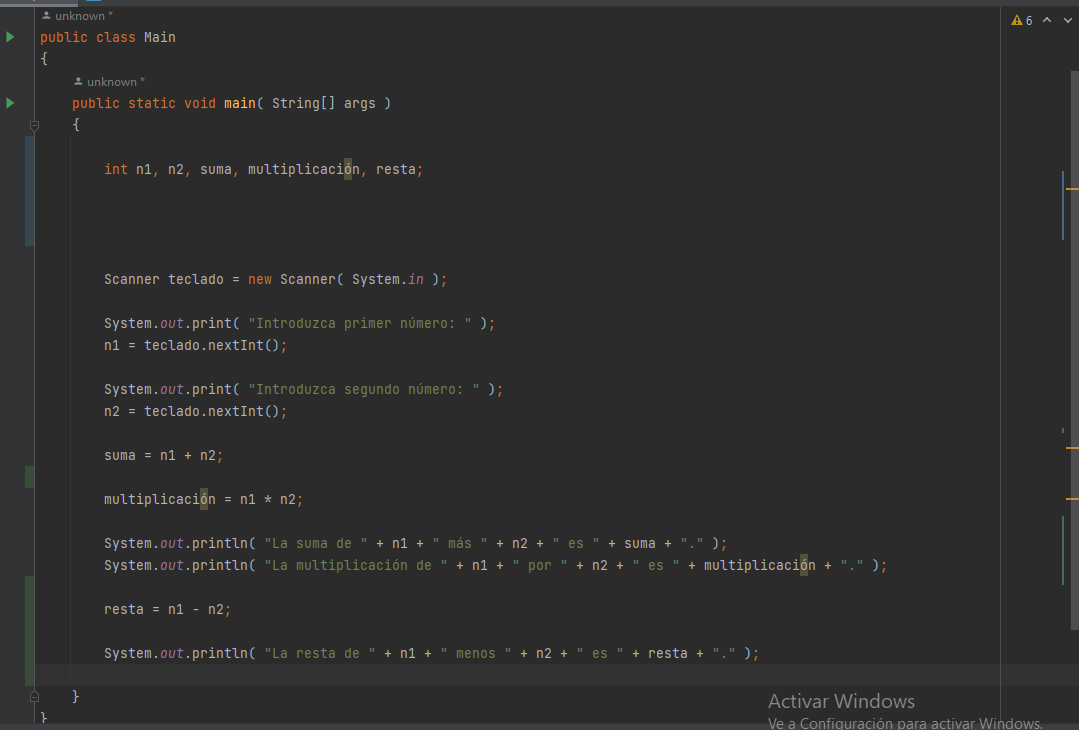 unknown *
6
public class Main
{
unknown *
public static void main( String[] args )
{
int n1, n2, suma, multiplicación, resta;
Scanner teclado = new Scanner( System.in );
System.out.print( "Introduzca primer número: " );
n1 = teclado.nextInt();
System.out.print( "Introduzca segundo número: " );
n2 = teclado.nextInt();
suma = n1 + n2;
multiplicación = n1 * n2;
System.out.println( "La suma de " + n1 + " más " + n2 + " es " + suma + "." );
System.out.println( "La multiplicación de " + n1 + " por " + n2 + " es " + multiplicación + "." );
resta = n1 - n2;
System.out.println( "La resta de " + n1 + " menos " + n2 + " es " + resta + "." );
}
}
Activar Windows
Ve a Configuración para activar Windows.